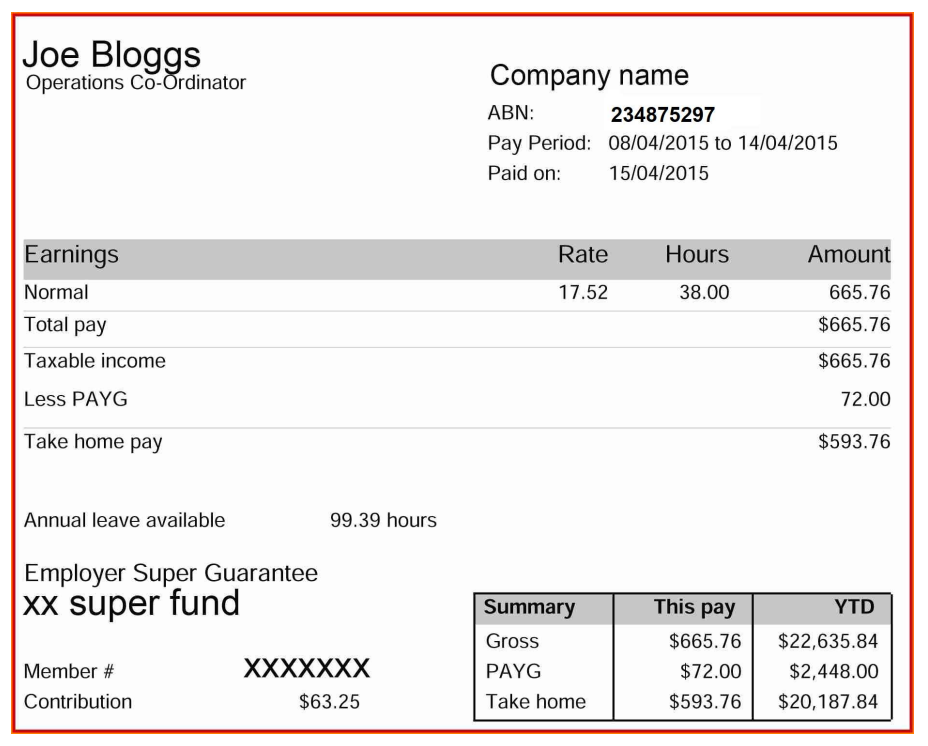 Joe Bloggs
Operations Co-Ordinator
Company name
ABN: 234875297
Pay Period: 08/04/2015 to 14/04/2015
Paid on: 15/04/2015
Earnings Rate Hours Amount
Normal 17.52 38.00 665.76
Total pay $665.76
Taxable income $665.76
Less PAYG 72.00
Take home pay $593.76
Annual leave available 99.39 hours
Employer Super Guarantee
xx super fund
Member # XXXXXXX
Contribution $63.25
Summary This pay YTD
Gross $665.76 $22,635.84
PAYG $72.00 $2,448.00
Take home $593.76 $20,187.84